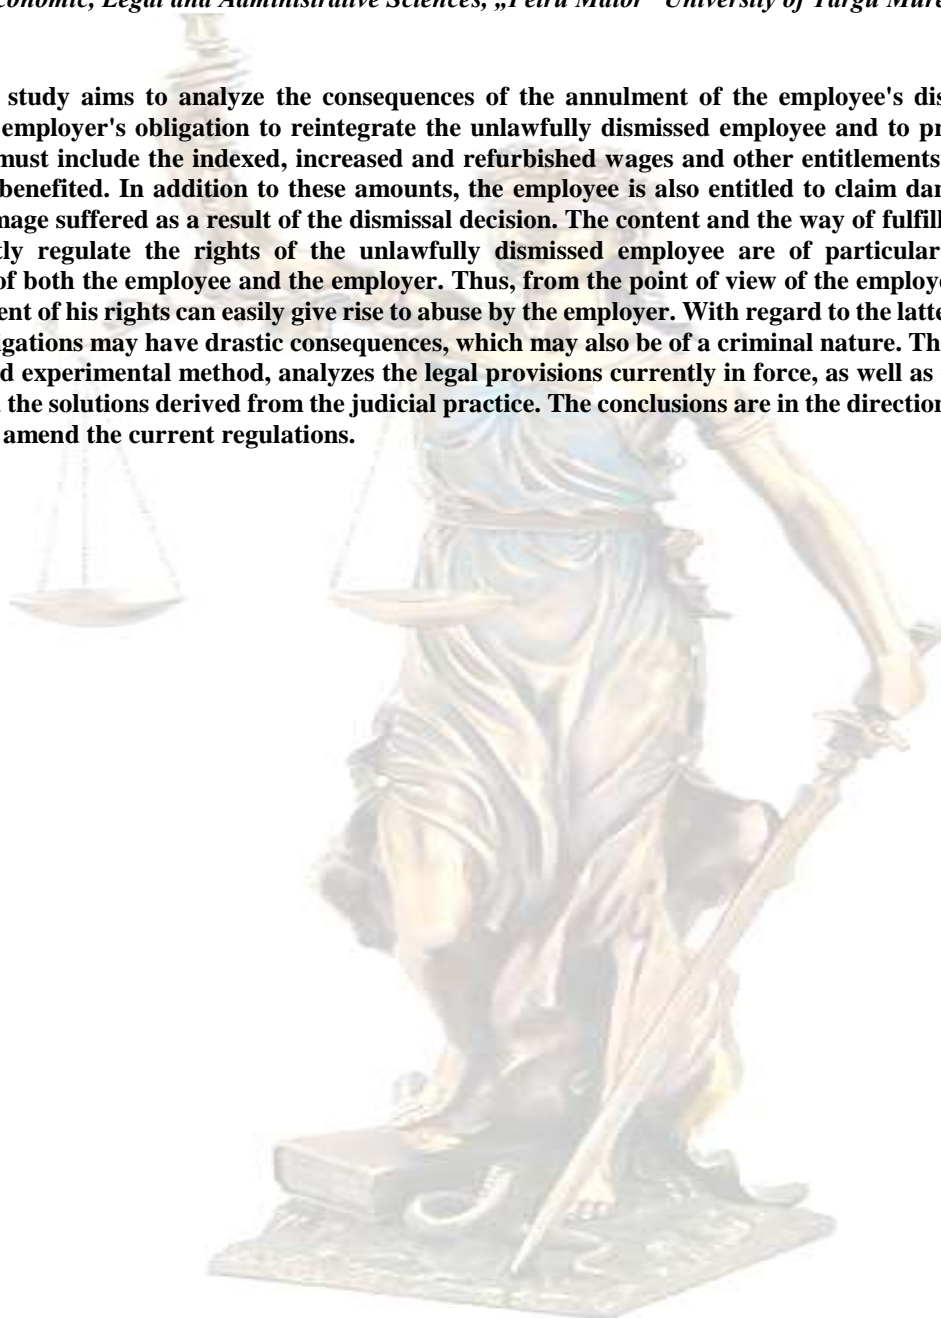 conomic, Legal and Administrative Sciences, „Petru Maior” University of Târgu Mure
study aims to analyze the consequences of the annulment of the employee's dis
employer's obligation to reintegrate the unlawfully dismissed employee and to pr
must include the indexed, increased and refurbished wages and other entitlements
benefited. In addition to these amounts, the employee is also entitled to claim dam
mage suffered as a result of the dismissal decision. The content and the way of fulfill
tly regulate the rights of the unlawfully dismissed employee are of particular
of both the employee and the employer. Thus, from the point of view of the employe
ent of his rights can easily give rise to abuse by the employer. With regard to the latte
igations may have drastic consequences, which may also be of a criminal nature. Th
d experimental method, analyzes the legal provisions currently in force, as well as
the solutions derived from the judicial practice. The conclusions are in the direction
amend the current regulations.